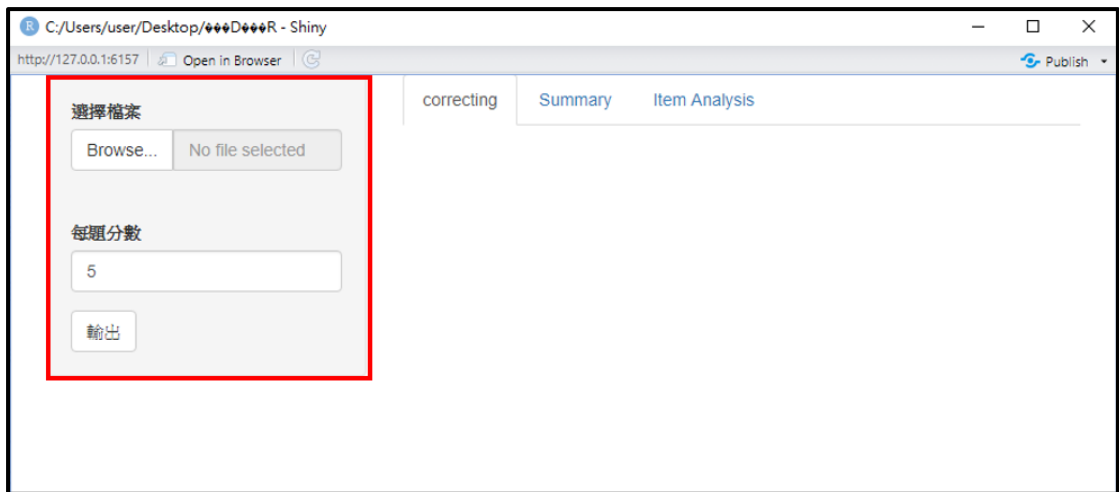 C:/Users/user/Desktop/���D���R - Shiny
http://127.0.0.1:6157 Open in Browser Publish
correcting Summary Item Analysis
選擇檔案
Browse... No file selected
每題分數
5
輸出